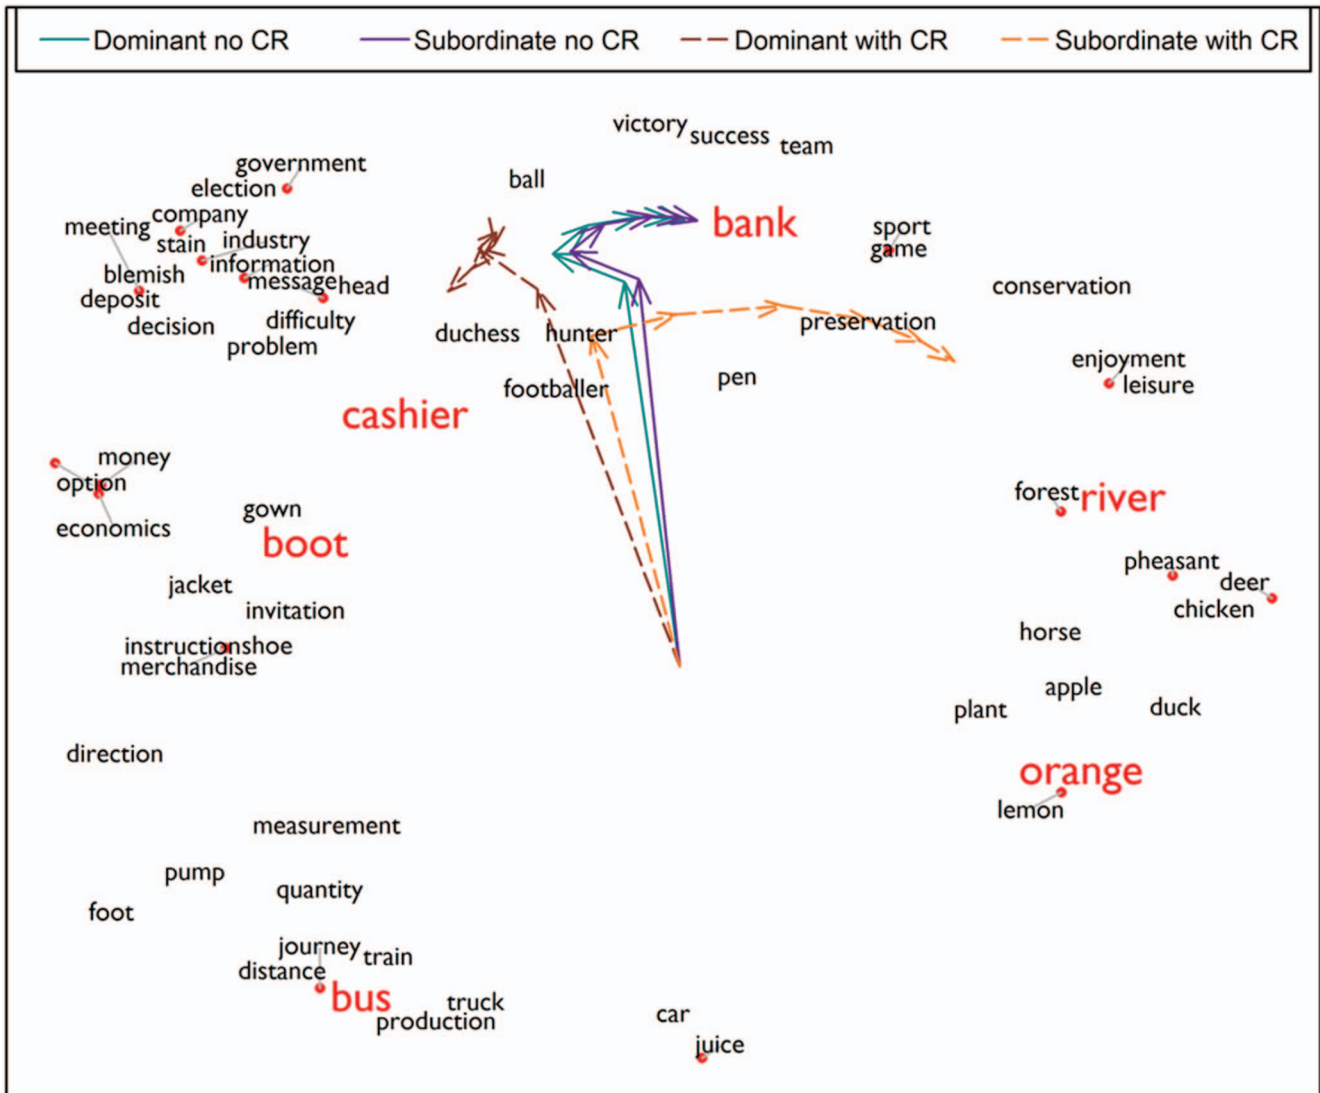 Dominant no CR Subordinate no CR Dominant with CR Subordinate with CR
victory success team
government
ball
election
company
meeting
bank
sport
stain industry
game
information
blemish
message head
conservation
deposit
decision difficulty
preservation
duchess hunter
problem
enjoyment
pen
leisure
footballer
cashier
money
option
forest river
gown
economics
boot
pheasant
jacket
deer
invitation
chicken
horse
instruction shoe
merchandise
apple
plant duck
direction
orange
lemon
measurement
pump
quantity
foot
journey train
distance
bus truck
production
car
juice